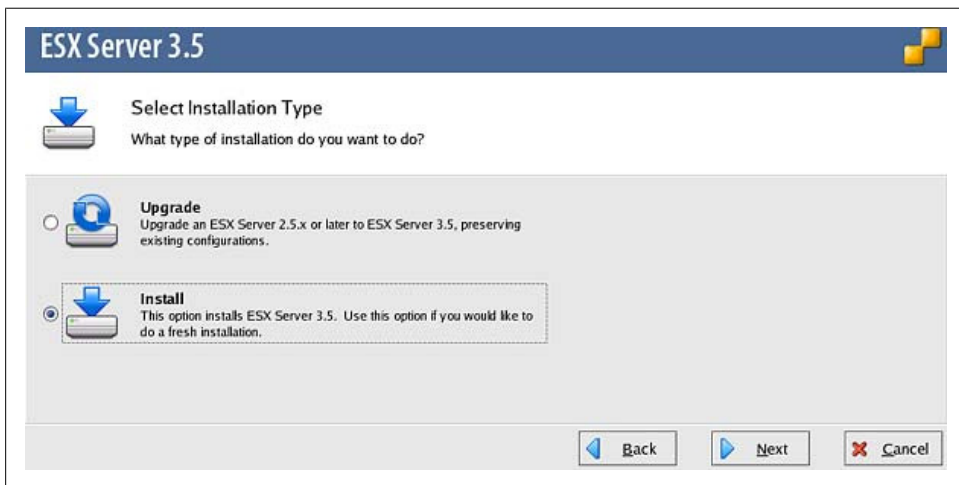 ESX Server 3.5
Select Installation Type
What type of installation do you want to do?
Upgrade
Upgrade an ESX Server 2.5.x or later to ESX Server 3.5, preserving
existing configurations.
Install
This option installs ESX Server 3.5. Use this option if you would like to
do a fresh installation.
Back
Next
Cancel